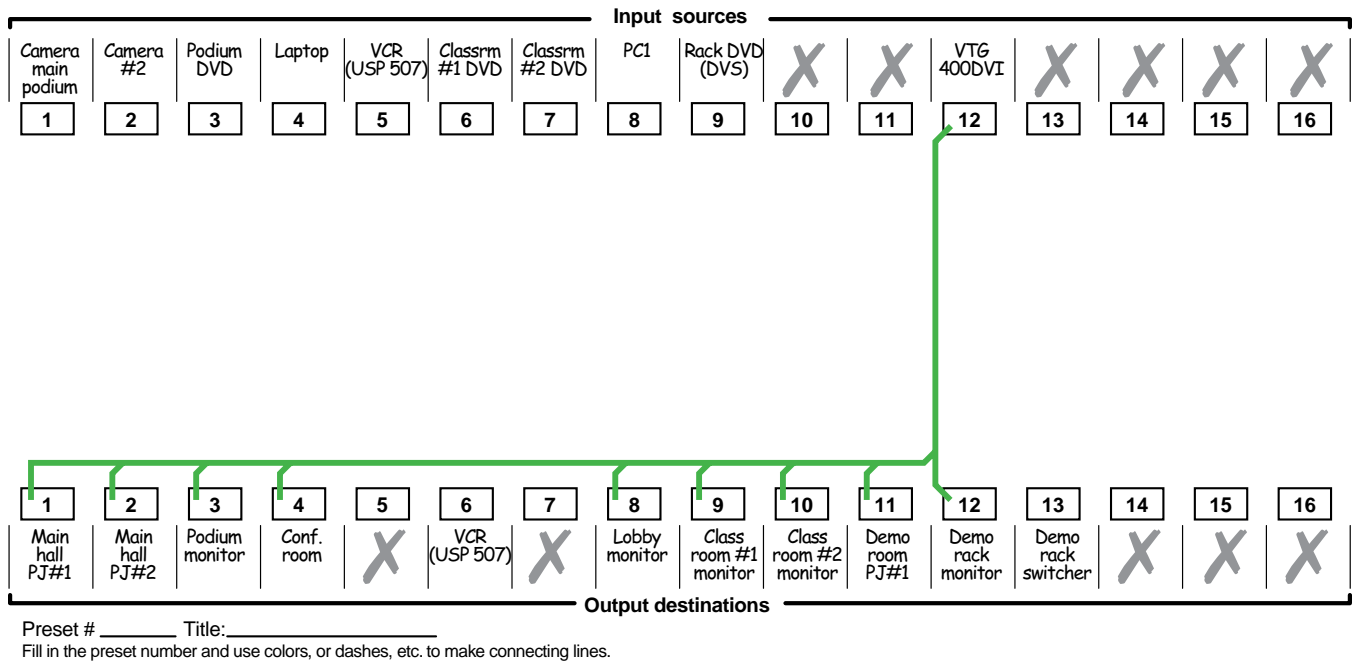 Input sources
Camera main podium
Camera #2
Podium DVD
Laptop
VCR (USP 507)
Classrm #1 DVD
Classrm #2 DVD
PC1
Rack DVD (DVS)
X
X
VTG 400DVI
X
X
X
X
1 2 3 4 5 6 7 8 9 10 11 12 13 14 15 16
1 2 3 4 5 6 7 8 9 10 11 12 13 14 15 16
Main hall PJ#1
Main hall PJ#2
Podium monitor
Conf. room
X
VCR (USP 507)
X
Lobby monitor
Class room #1 monitor
Class room #2 monitor
Demo room PJ#1
Demo rack monitor
Demo rack switcher
X
X
X
Output destinations
Preset # ______ Title:______________
Fill in the preset number and use colors, or dashes, etc. to make connecting lines.